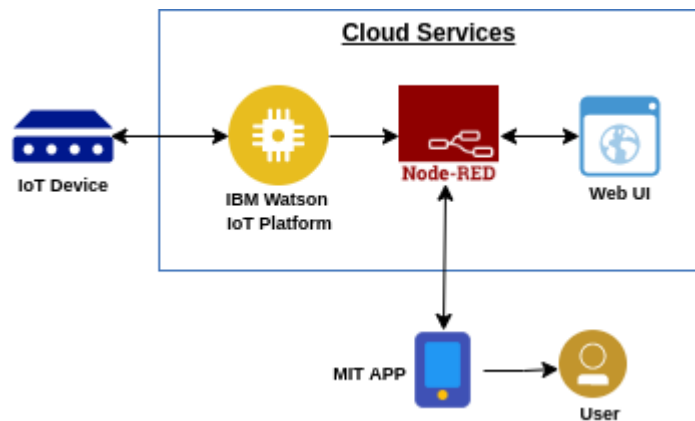 Cloud Services
IoT Device
IBM Watson
IoT Platform
Node-RED
Web UI
MIT APP
User